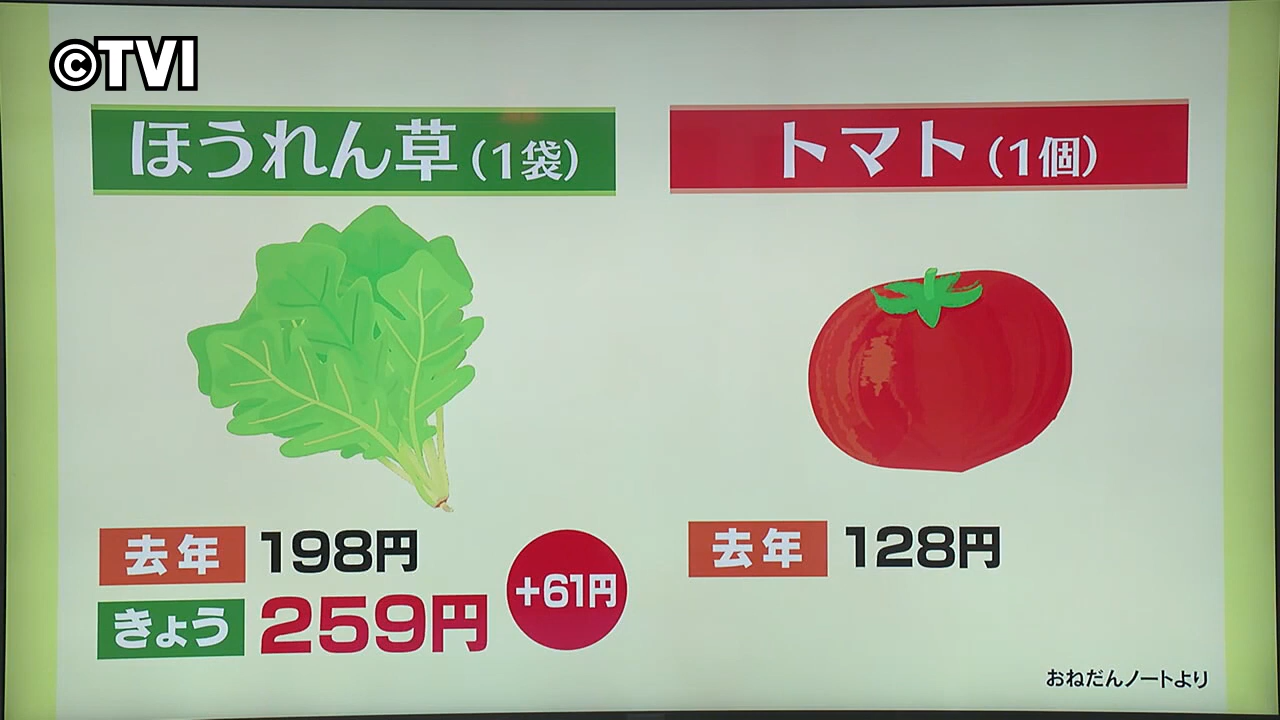 ©TVI
ほうれん草(1袋)
トマト(1個)
去年 198円
きょう 259円
+61円
去年 128円
おねだんノートより